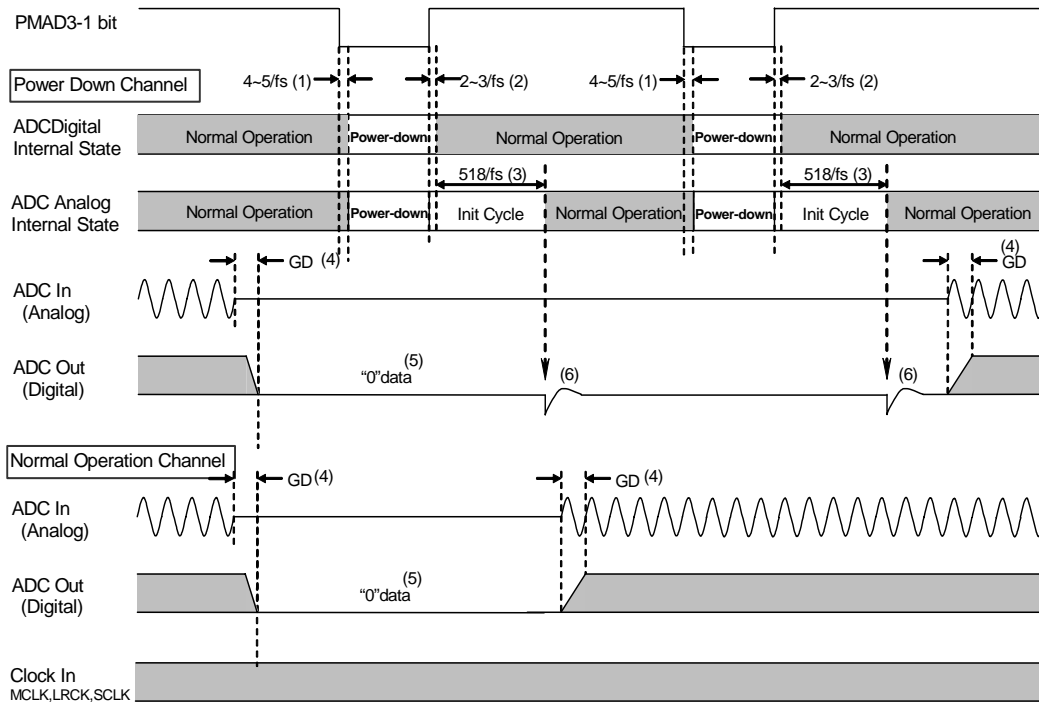 PMAD3-1 bit
4~5/fs (1) 2~3/fs (2) 4~5/fs (1) 2~3/fs (2)
Power Down Channel
ADCDigital
Internal State
Normal Operation Power-down Normal Operation Power-down Normal Operation
518/fs (3) 518/fs (3)
ADC Analog
Internal State
Normal Operation Power-down Init Cycle Normal Operation Power-down Init Cycle Normal Operation
GD (4) (4)
GD
ADC In
(Analog)
ADC Out
(Digital)
(5)
"0"data
(6) (6)
Normal Operation Channel
GD (4) GD (4)
ADC In
(Analog)
ADC Out
(Digital)
(5)
"0"data
Clock In
MCLK,LRCK,SCLK